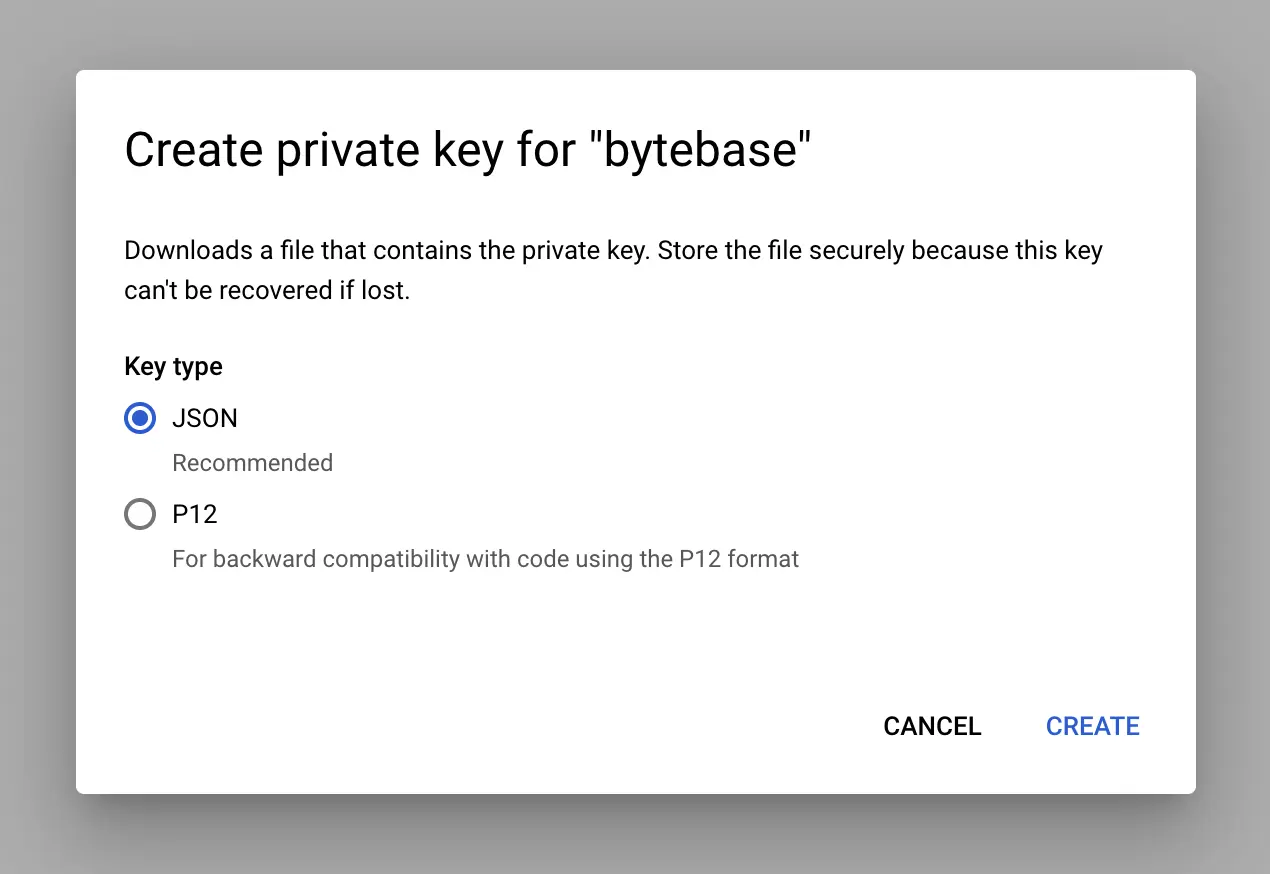 Create private key for "bytebase"
Downloads a file that contains the private key. Store the file securely because this key
can't be recovered if lost.
Key type
JSON
Recommended
P12
For backward compatibility with code using the P12 format
CANCEL CREATE